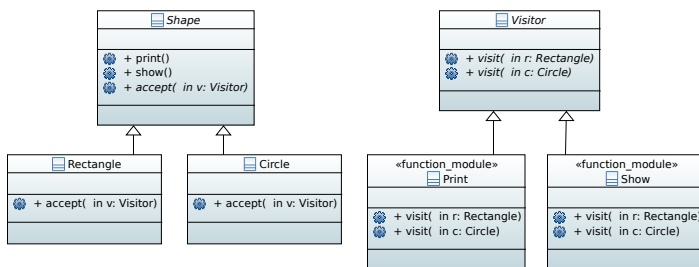 Shape
+ print()
+ show()
+ accept( in v: Visitor)
Rectangle
+ accept( in v: Visitor)
Circle
+ accept( in v: Visitor)
Visitor
+ visit( in r: Rectangle)
+ visit( in c: Circle)
«function_module»
Print
+ visit( in r: Rectangle)
+ visit( in c: Circle)
«function_module»
Show
+ visit( in r: Rectangle)
+ visit( in c: Circle)